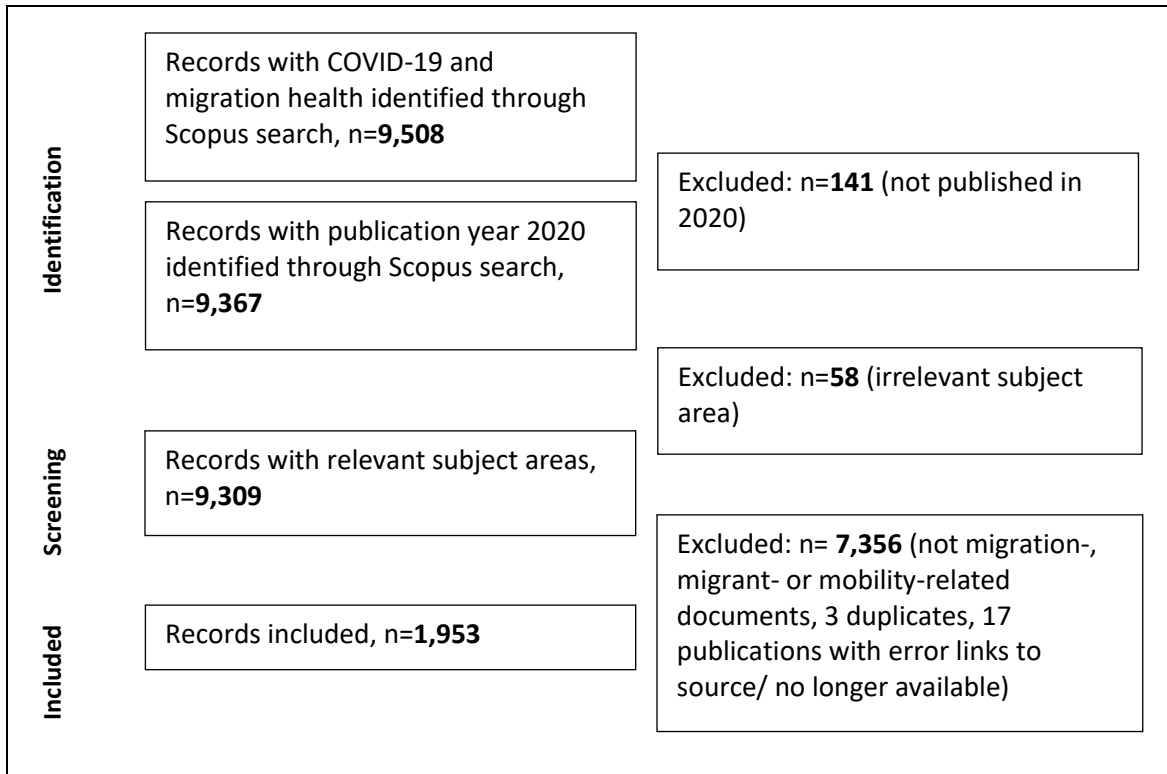 Identification
Records with COVID-19 and
migration health identified through
Scopus search, n=9,508
Excluded: n=141 (not published in
2020)
Records with publication year 2020
identified through Scopus search,
n=9,367
Excluded: n=58 (irrelevant subject
area)
Screening
Records with relevant subject areas,
n=9,309
Excluded: n= 7,356 (not migration-,
migrant- or mobility-related
documents, 3 duplicates, 17
publications with error links to
source/ no longer available)
Included
Records included, n=1,953